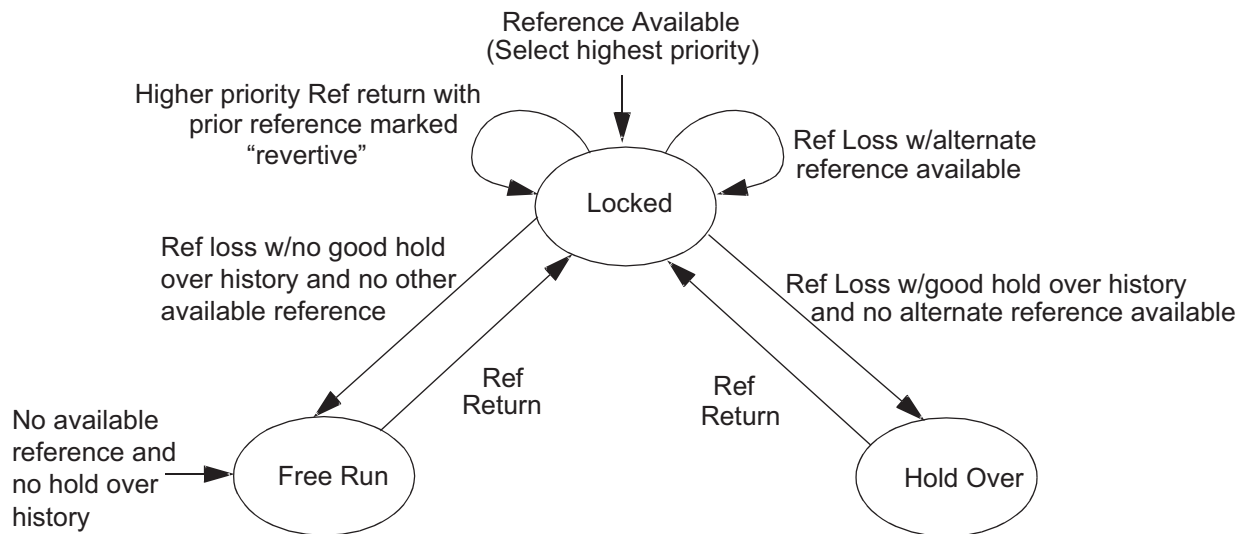 Reference Available
(Select highest priority)
Higher priority Ref return with
prior reference marked
“revertive”
Ref Loss w/alternate
reference available
Locked
Ref loss w/no good hold
over history and no other
available reference
Ref Loss w/good hold over history
and no alternate reference available
Ref
Return
Ref
Return
No available
reference and
no hold over
history
Free Run
Hold Over